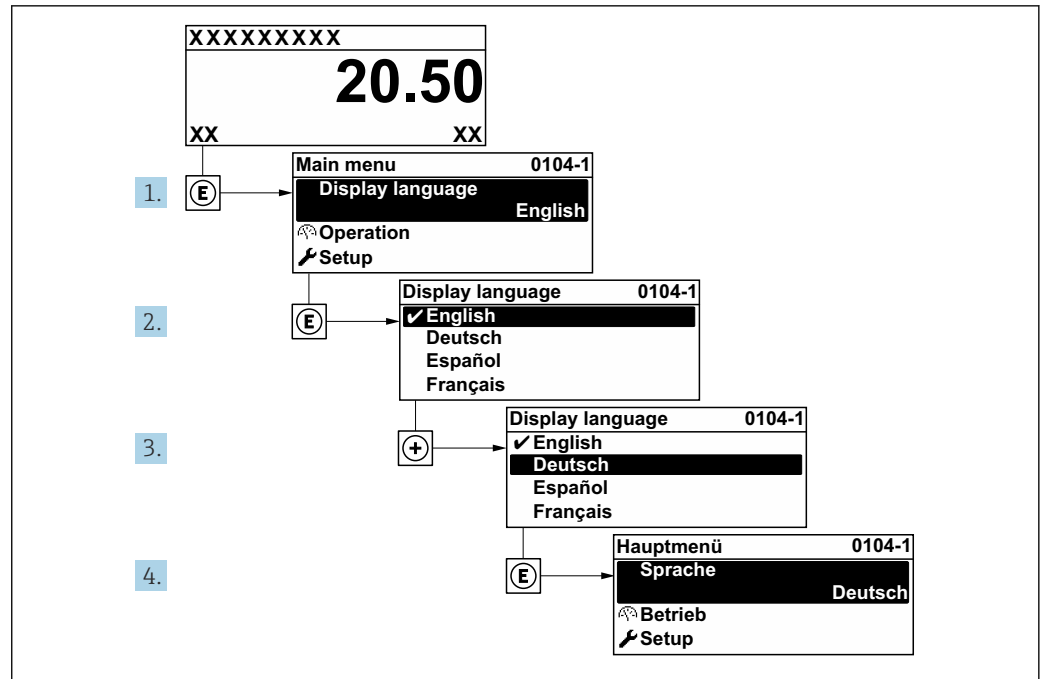 XXXXXXXXX
20.50
XX XX
1. E
Main menu 0104-1
Display language
English
Operation
Setup
2. E
Display language 0104-1
✔English
Deutsch
Español
Français
3. +
Display language 0104-1
✔English
Deutsch
Español
Français
4. E
Hauptmenü 0104-1
Sprache
Deutsch
Betrieb
Setup